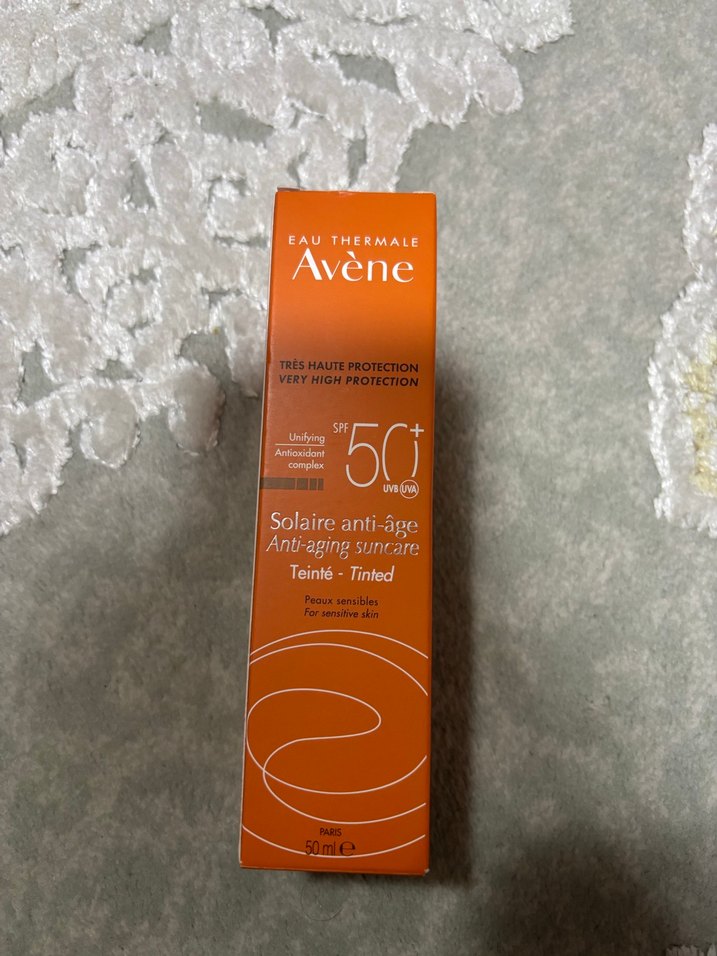 EAU THERMALE
Avène
TRÈS HAUTE PROTECTION
VERY HIGH PROTECTION
Unifying
Antioxidant
complex
SPF 50+
UVB UVA
Solaire anti-âge
Anti-aging suncare
Teinté - Tinted
Peaux sensibles
For sensitive skin
PARIS
50 ml ℮